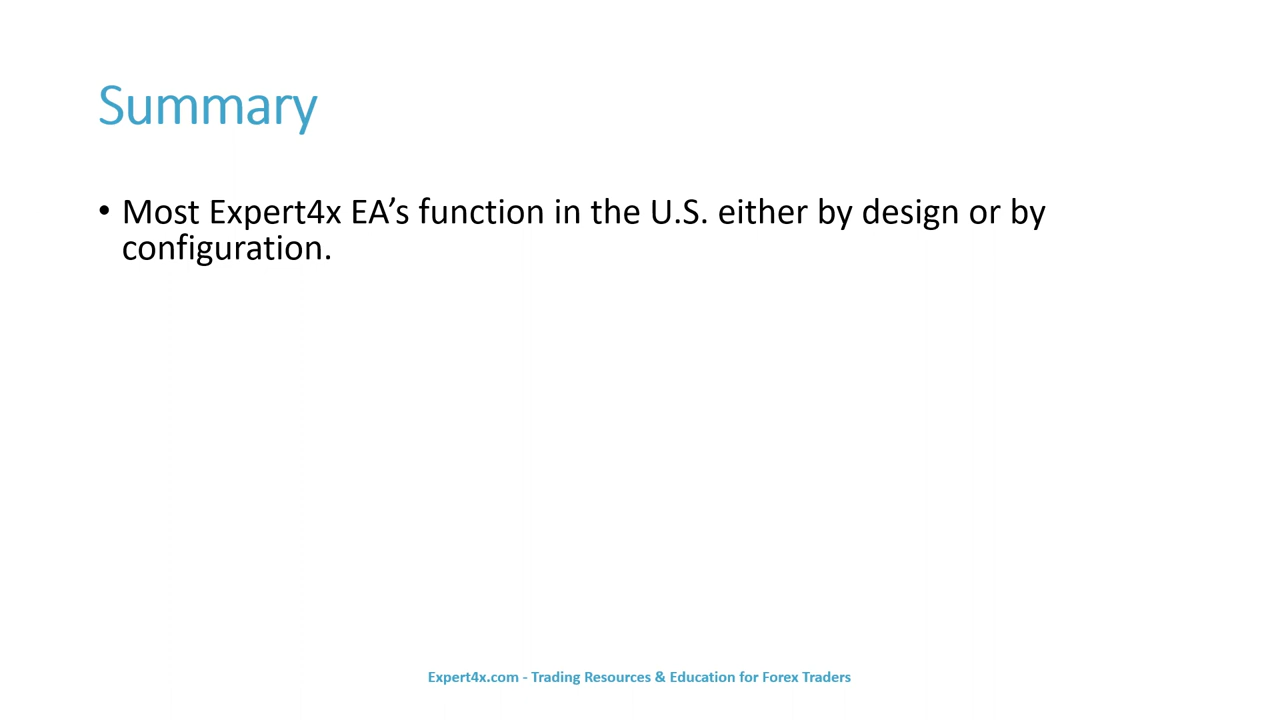 Summary
• Most Expert4x EA’s function in the U.S. either by design or by
configuration.
Expert4x.com - Trading Resources & Education for Forex Traders